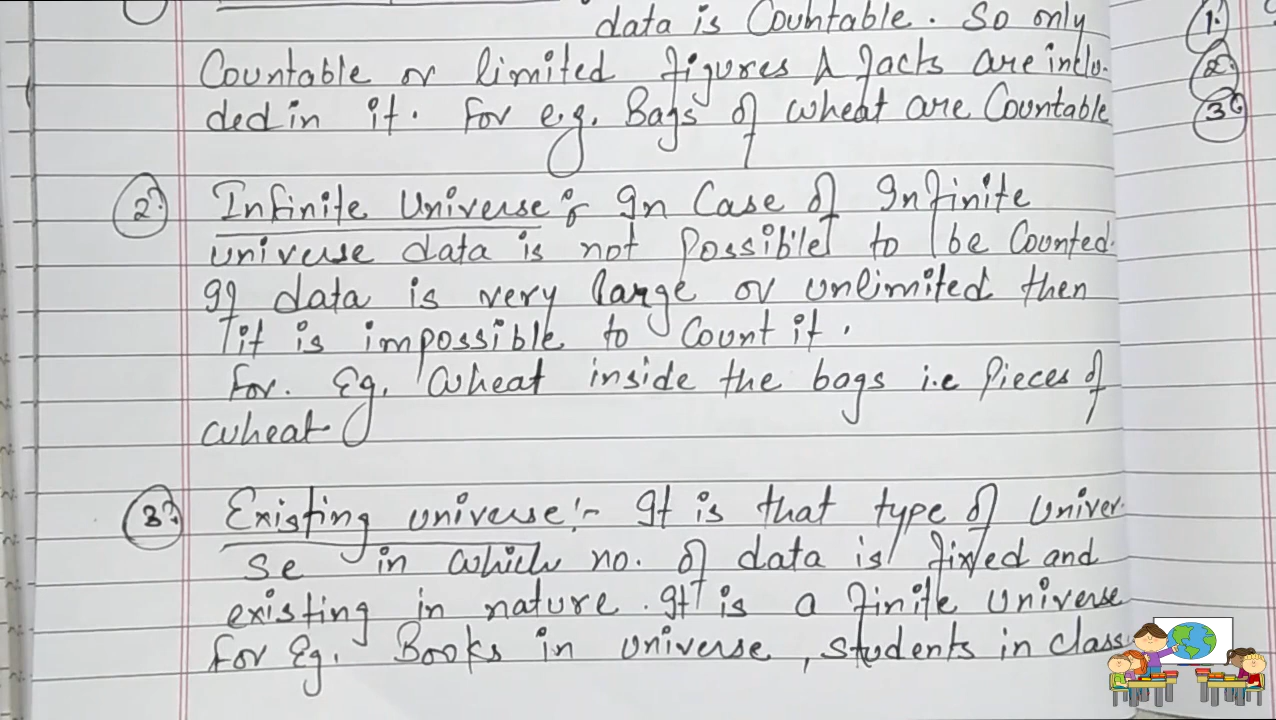 data is Countable. So only
Countable or limited figures & facts are inclu-
ded in it. For e.g. Bags of wheat are Countable
2. Infinite Universe :- In Case of Infinite
universe data is not possible to be Counted.
If data is very large or unlimited then
it is impossible to Count it.
For. Eg. Wheat inside the bags i.e Pieces of
wheat
3. Existing universe :- It is that type of Univer-
se in which no. of data is fixed and
existing in nature. It is a finite universe
For Eg. Books in universe, students in class
1.
2.
3.